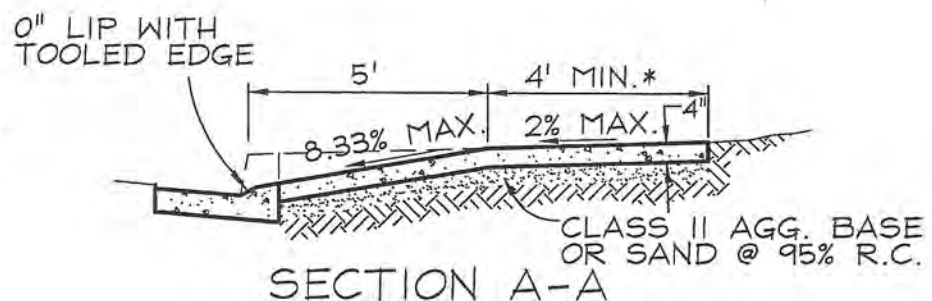 0" LIP WITH
TOOLED EDGE
5'
4' MIN.*
4"
8.33% MAX.
2% MAX.
CLASS II AGG. BASE
OR SAND @ 95% R.C.
SECTION A-A